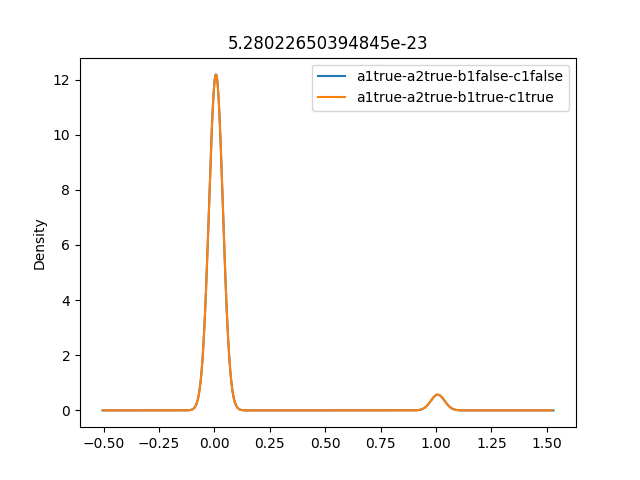 5.28022650394845e-23
a1true-a2true-b1false-c1false
a1true-a2true-b1true-c1true
Density
12
10
8
6
4
2
0
−0.50 −0.25 0.00 0.25 0.50 0.75 1.00 1.25 1.50